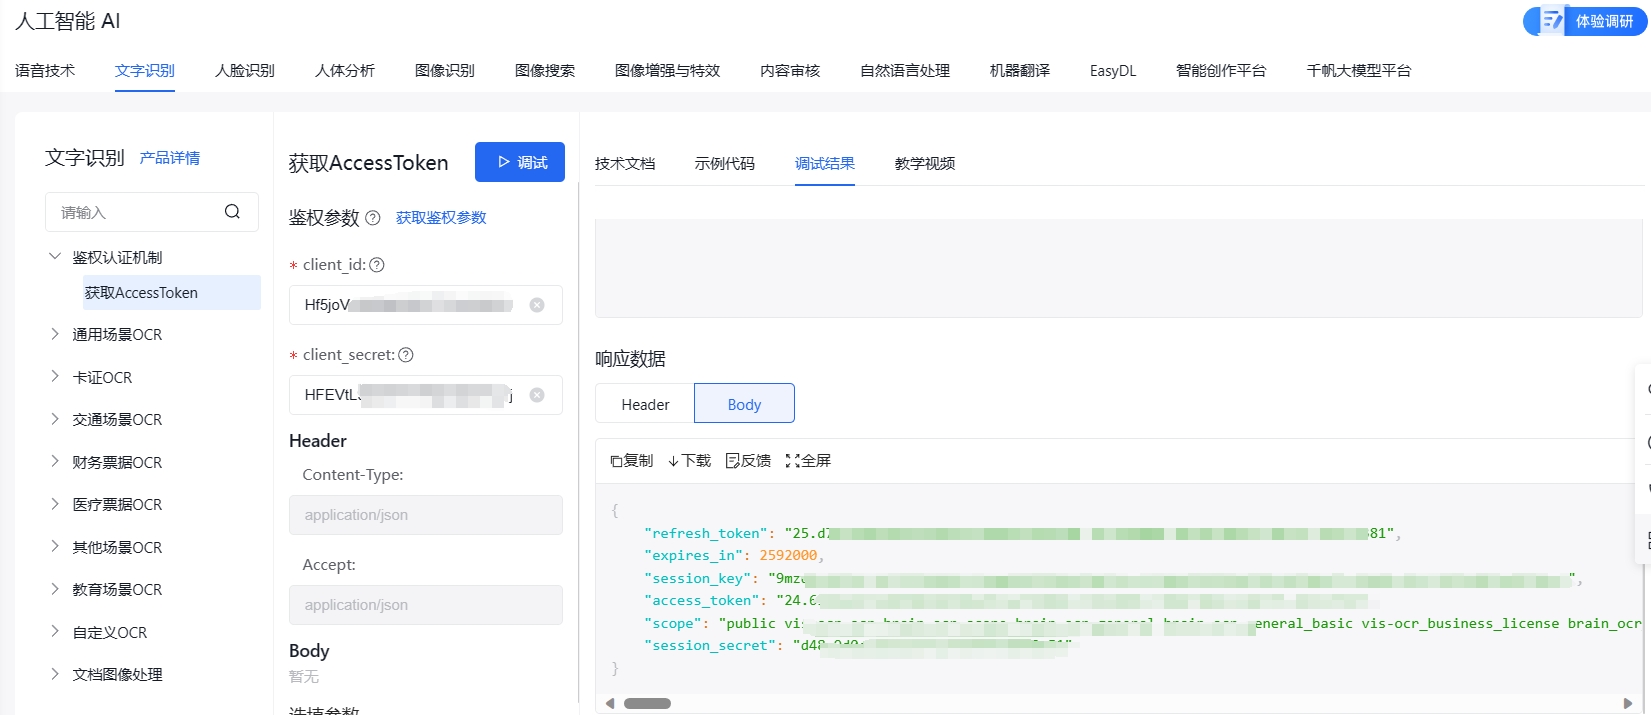 人工智能 AI
体验调研
语音技术 文字识别 人脸识别 人体分析 图像识别 图像搜索 图像增强与特效 内容审核 自然语言处理 机器翻译 EasyDL 智能创作平台 千帆大模型平台
文字识别 产品详情
请输入
鉴权认证机制
获取AccessToken
通用场景OCR
卡证OCR
交通场景OCR
财务票据OCR
医疗票据OCR
其他场景OCR
教育场景OCR
自定义OCR
文档图像处理
获取AccessToken 调试
鉴权参数 获取鉴权参数
* client_id:
Hf5joV
* client_secret:
HFEVtL
Header
Content-Type:
application/json
Accept:
application/json
Body
暂无
选填参数
技术文档 示例代码 调试结果 教学视频
响应数据
Header Body
复制 下载 反馈 全屏
{
"refresh_token": "25.d 81",
"expires_in": 2592000,
"session_key": "9mz ",
"access_token": "24.6
"scope": "public eneral_basic vis-ocr_business_license brain_ocr
"session_secret": "d48
}